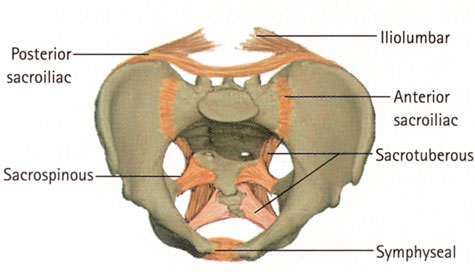 Iliolumbar
Posterior
sacroiliac
Anterior
sacroiliac
Sacrotuberous
Sacrospinous
Symphyseal